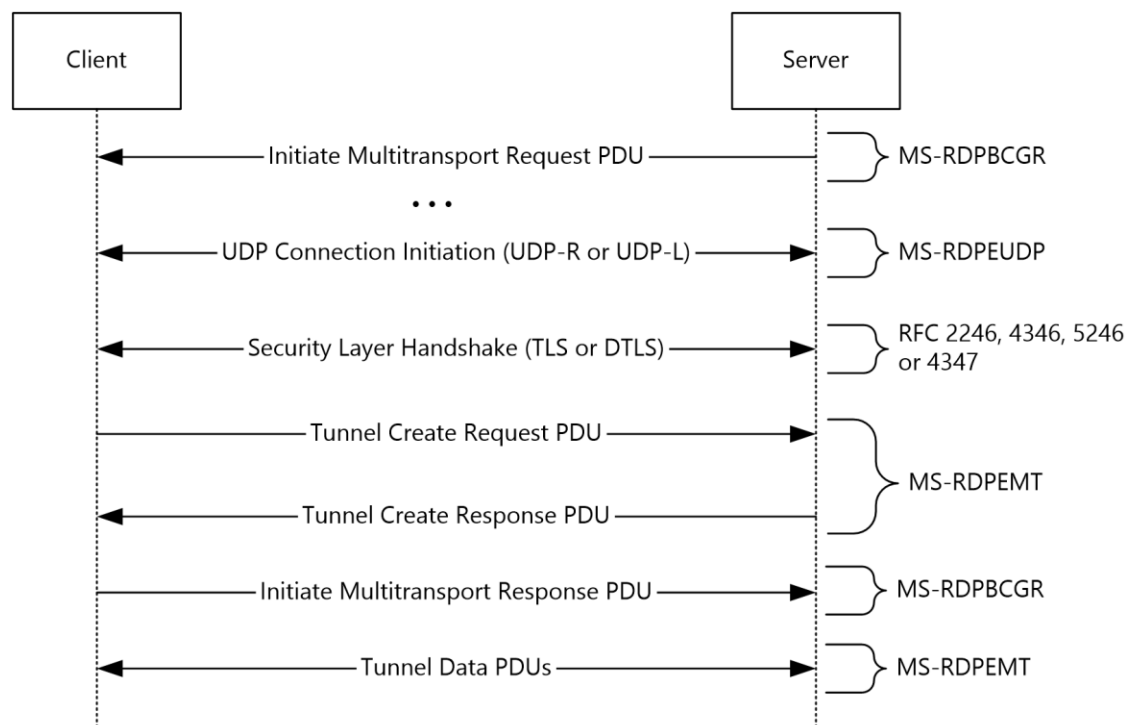 Client
Server
Initiate Multitransport Request PDU
MS-RDPBCGR
...
UDP Connection Initiation (UDP-R or UDP-L)
MS-RDPEUDP
Security Layer Handshake (TLS or DTLS)
RFC 2246, 4346, 5246
or 4347
Tunnel Create Request PDU
MS-RDPEMT
Tunnel Create Response PDU
Initiate Multitransport Response PDU
MS-RDPBCGR
Tunnel Data PDUs
MS-RDPEMT